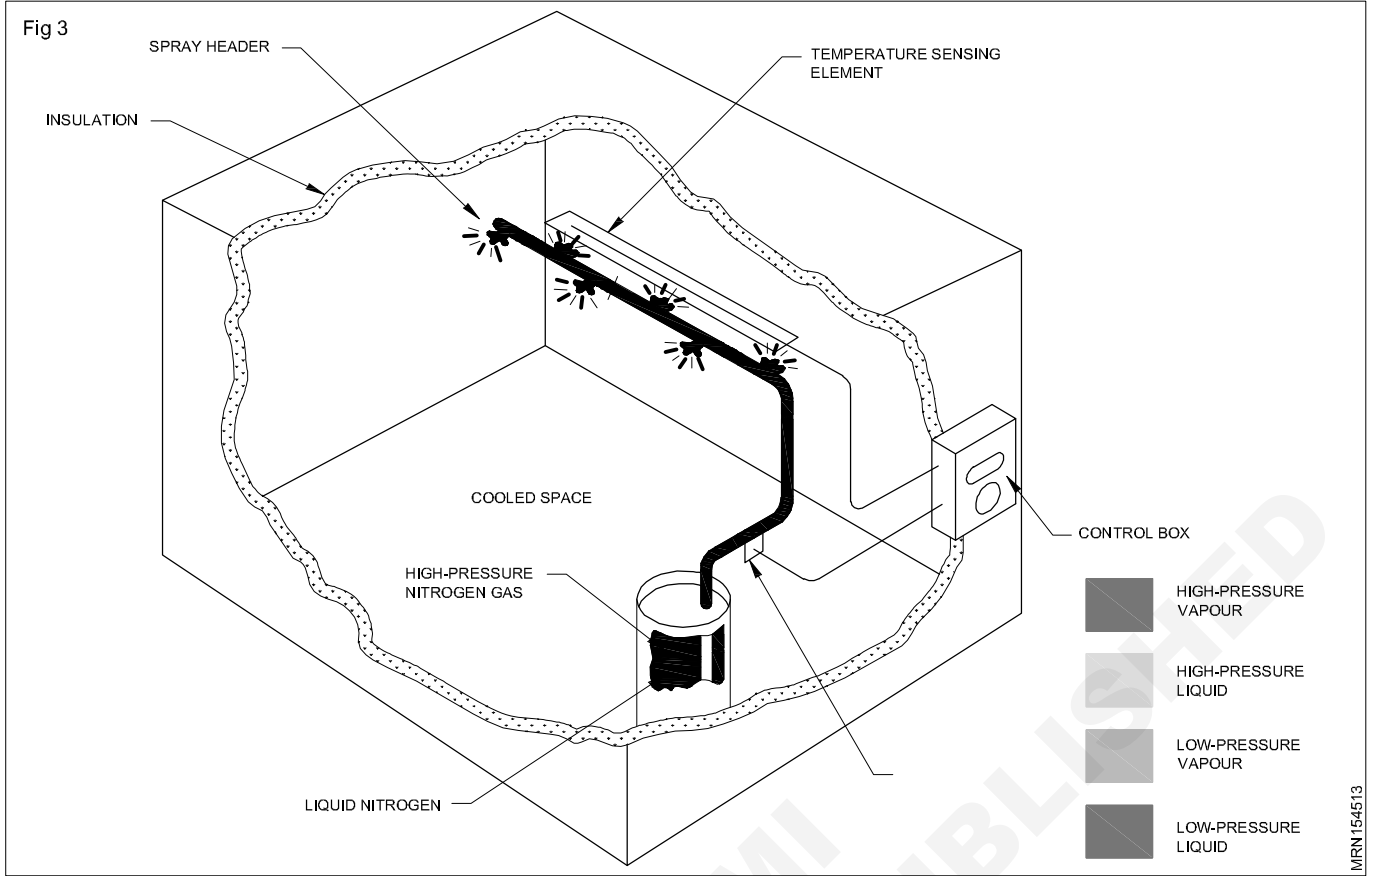 Fig 3
SPRAY HEADER
TEMPERATURE SENSING
ELEMENT
INSULATION
COOLED SPACE
CONTROL BOX
HIGH-PRESSURE
NITROGEN GAS
LIQUID NITROGEN
HIGH-PRESSURE
VAPOUR
HIGH-PRESSURE
LIQUID
LOW-PRESSURE
VAPOUR
LOW-PRESSURE
LIQUID
MRN154513